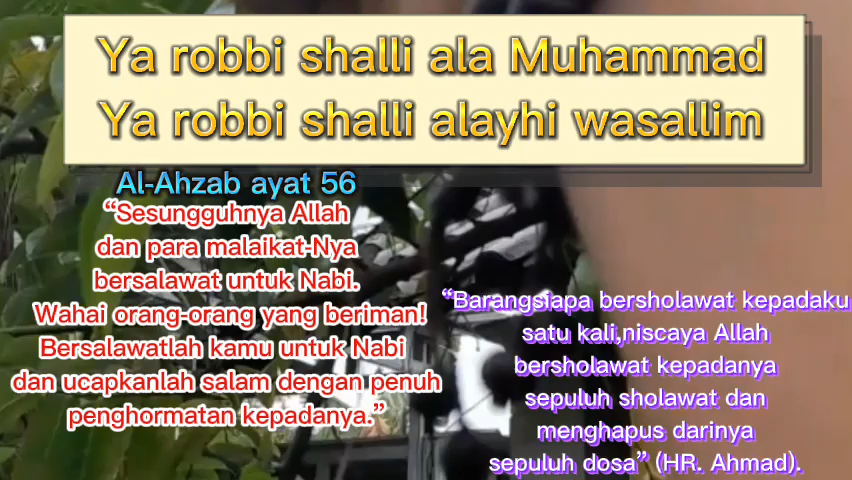 Ya robbi shalli ala Muhammad
Ya robbi shalli alayhi wasallim
Al-Ahzab ayat 56
“Sesungguhnya Allah
dan para malaikat-Nya
bersalawat untuk Nabi.
Wahai orang-orang yang beriman!
Bersalawatlah kamu untuk Nabi
dan ucapkanlah salam dengan penuh
penghormatan kepadanya.”
“Barangsiapa bersholawat kepadaku
satu kali,niscaya Allah
bersholawat kepadanya
sepuluh sholawat dan
menghapus darinya
sepuluh dosa” (HR. Ahmad).